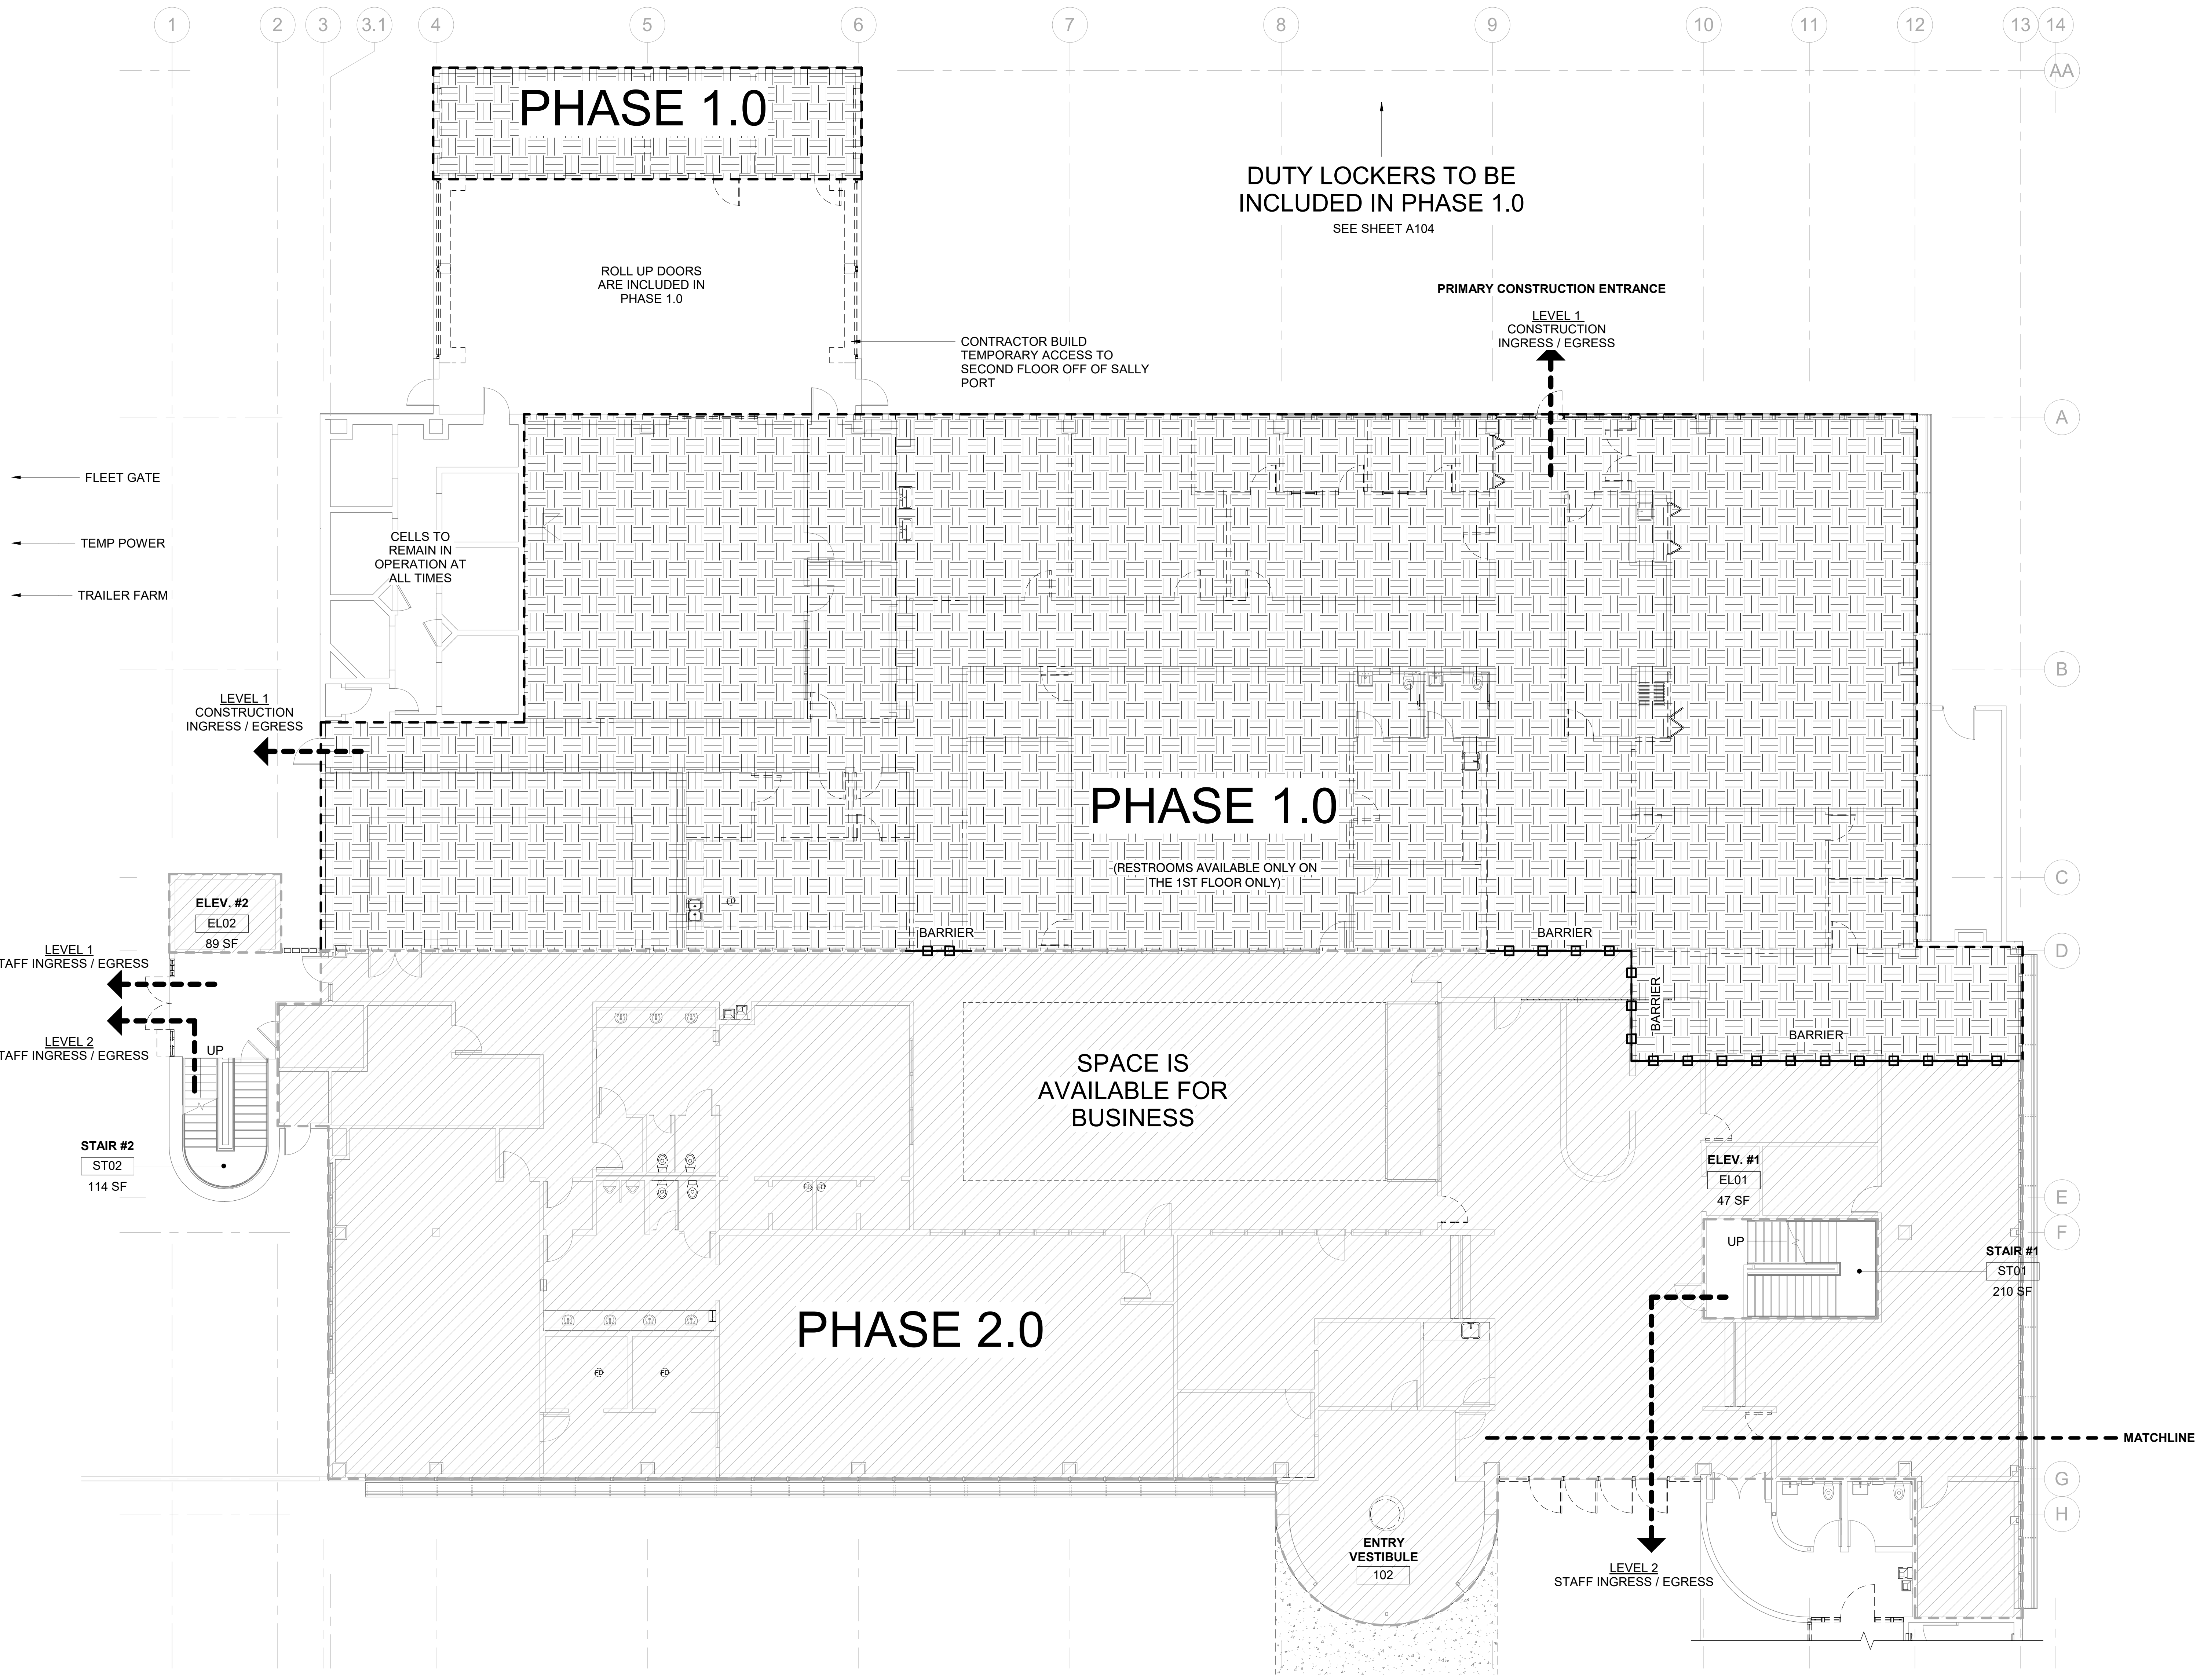 1 2 3 3.1 4 5 6 7 8 9 10 11 12 13 14
AA
PHASE 1.0
DUTY LOCKERS TO BE
INCLUDED IN PHASE 1.0
SEE SHEET A104
ROLL UP DOORS
ARE INCLUDED IN
PHASE 1.0
PRIMARY CONSTRUCTION ENTRANCE
LEVEL 1
CONSTRUCTION
INGRESS / EGRESS
CONTRACTOR BUILD
TEMPORARY ACCESS TO
SECOND FLOOR OFF OF SALLY
PORT
A
FLEET GATE
TEMP POWER
TRAILER FARM
CELLS TO
REMAIN IN
OPERATION AT
ALL TIMES
B
LEVEL 1
CONSTRUCTION
INGRESS / EGRESS
PHASE 1.0
(RESTROOMS AVAILABLE ONLY ON
THE 1ST FLOOR ONLY)
C
ELEV. #2
EL02
89 SF
FD
BARRIER
BARRIER
D
LEVEL 1
TAFF INGRESS / EGRESS
BARRIER
BARRIER
LEVEL 2
TAFF INGRESS / EGRESS
UP
SPACE IS
AVAILABLE FOR
BUSINESS
STAIR #2
ST02
114 SF
ELEV. #1
EL01
47 SF
FD FD
E
F
UP
STAIR #1
ST01
210 SF
PHASE 2.0
FD FD
MATCHLINE
G
H
ENTRY
VESTIBULE
102
LEVEL 2
STAFF INGRESS / EGRESS